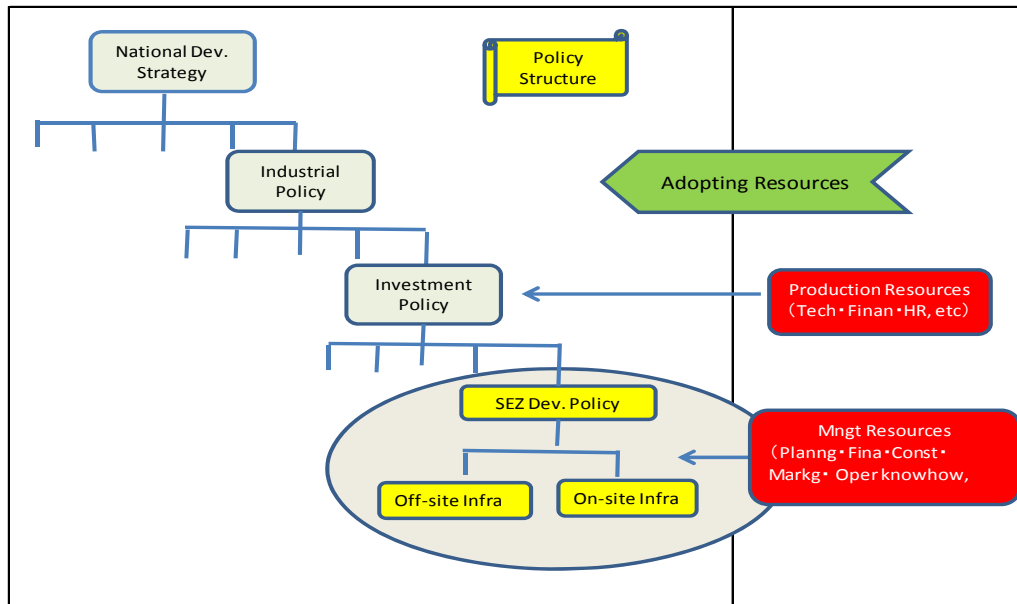 National Dev.
Strategy
Policy
Structure
Industrial
Policy
Adopting Resources
Investment
Policy
Production Resources
（Tech・Finan・HR, etc）
SEZ Dev. Policy
Mngt Resources
（Planng・Fina・Const・
Markg・ Oper knowhow,
Off-site Infra
On-site Infra